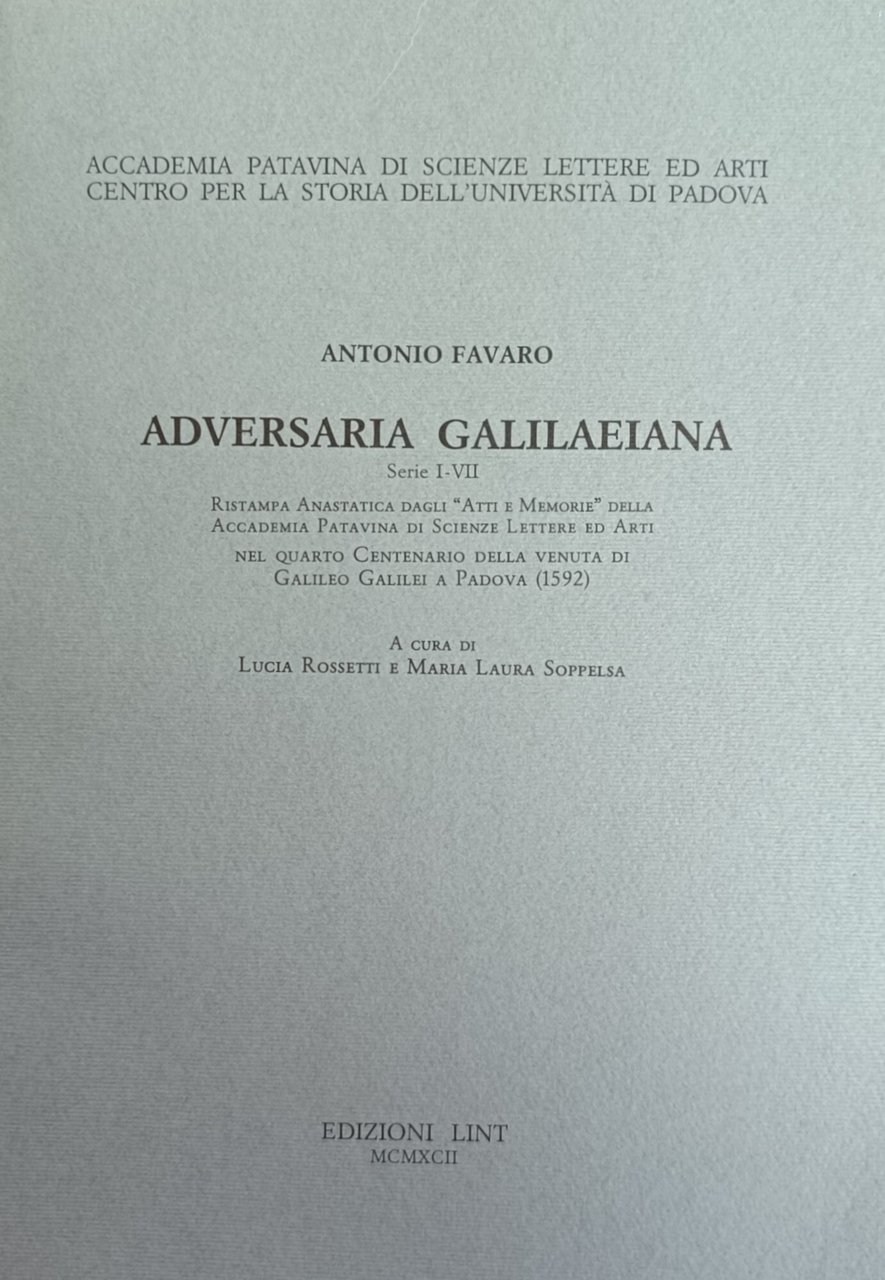 ACCADEMIA PATAVINA DI SCIENZE LETTERE ED ARTI
CENTRO PER LA STORIA DELL'UNIVERSITÀ DI PADOVA
ANTONIO FAVARO
ADVERSARIA GALILAEIANA
Serie I-VII
RISTAMPA ANASTATICA DAGLI “ATTI E MEMORIE” DELLA
ACCADEMIA PATAVINA DI SCIENZE LETTERE ED ARTI
NEL QUARTO CENTENARIO DELLA VENUTA DI
GALILEO GALILEI A PADOVA (1592)
A CURA DI
LUCIA ROSSETTI E MARIA LAURA SOPPELSA
EDIZIONI LINT
MCMXCII